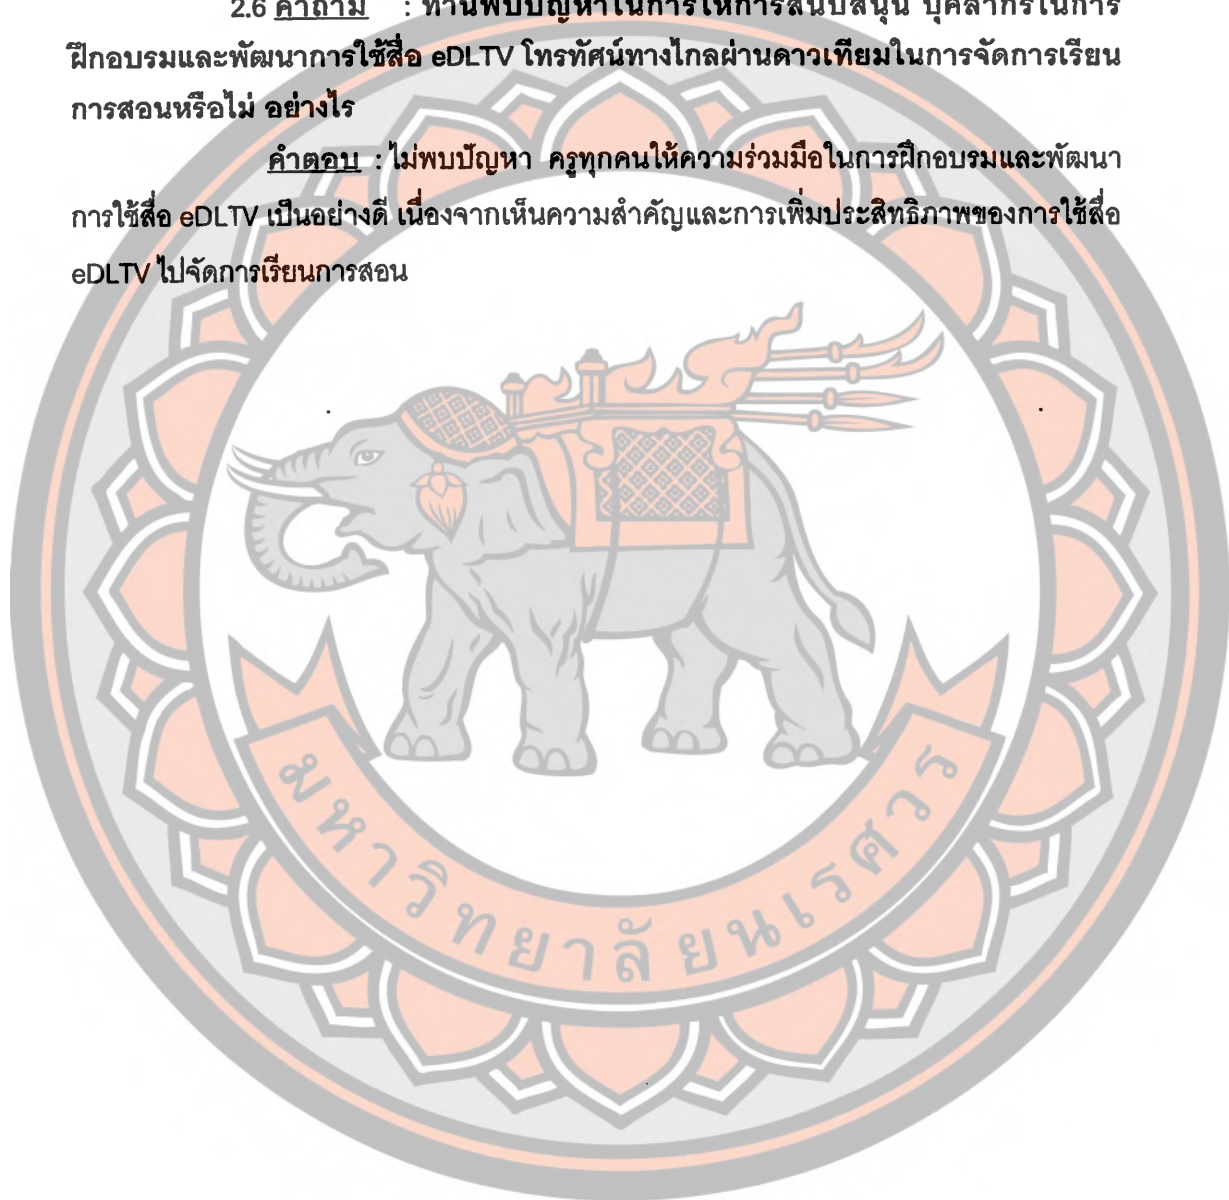 2.6 คำถาม : ท่านพบปัญหาในการให้การสนับสนุน บุคลากรในการ
ฝึกอบรมและพัฒนาการใช้สื่อ eDLTV โทรทัศน์ทางไกลผ่านดาวเทียมในการจัดการเรียน
การสอนหรือไม่ อย่างไร
คำตอบ : ไม่พบปัญหา ครูทุกคนให้ความร่วมมือในการฝึกอบรมและพัฒนา
การใช้สื่อ eDLTV เป็นอย่างดี เนื่องจากเห็นความสำคัญและการเพิ่มประสิทธิภาพของการใช้สื่อ
eDLTV ไปจัดการเรียนการสอน
มหาวิทยาลัยนเรศวร